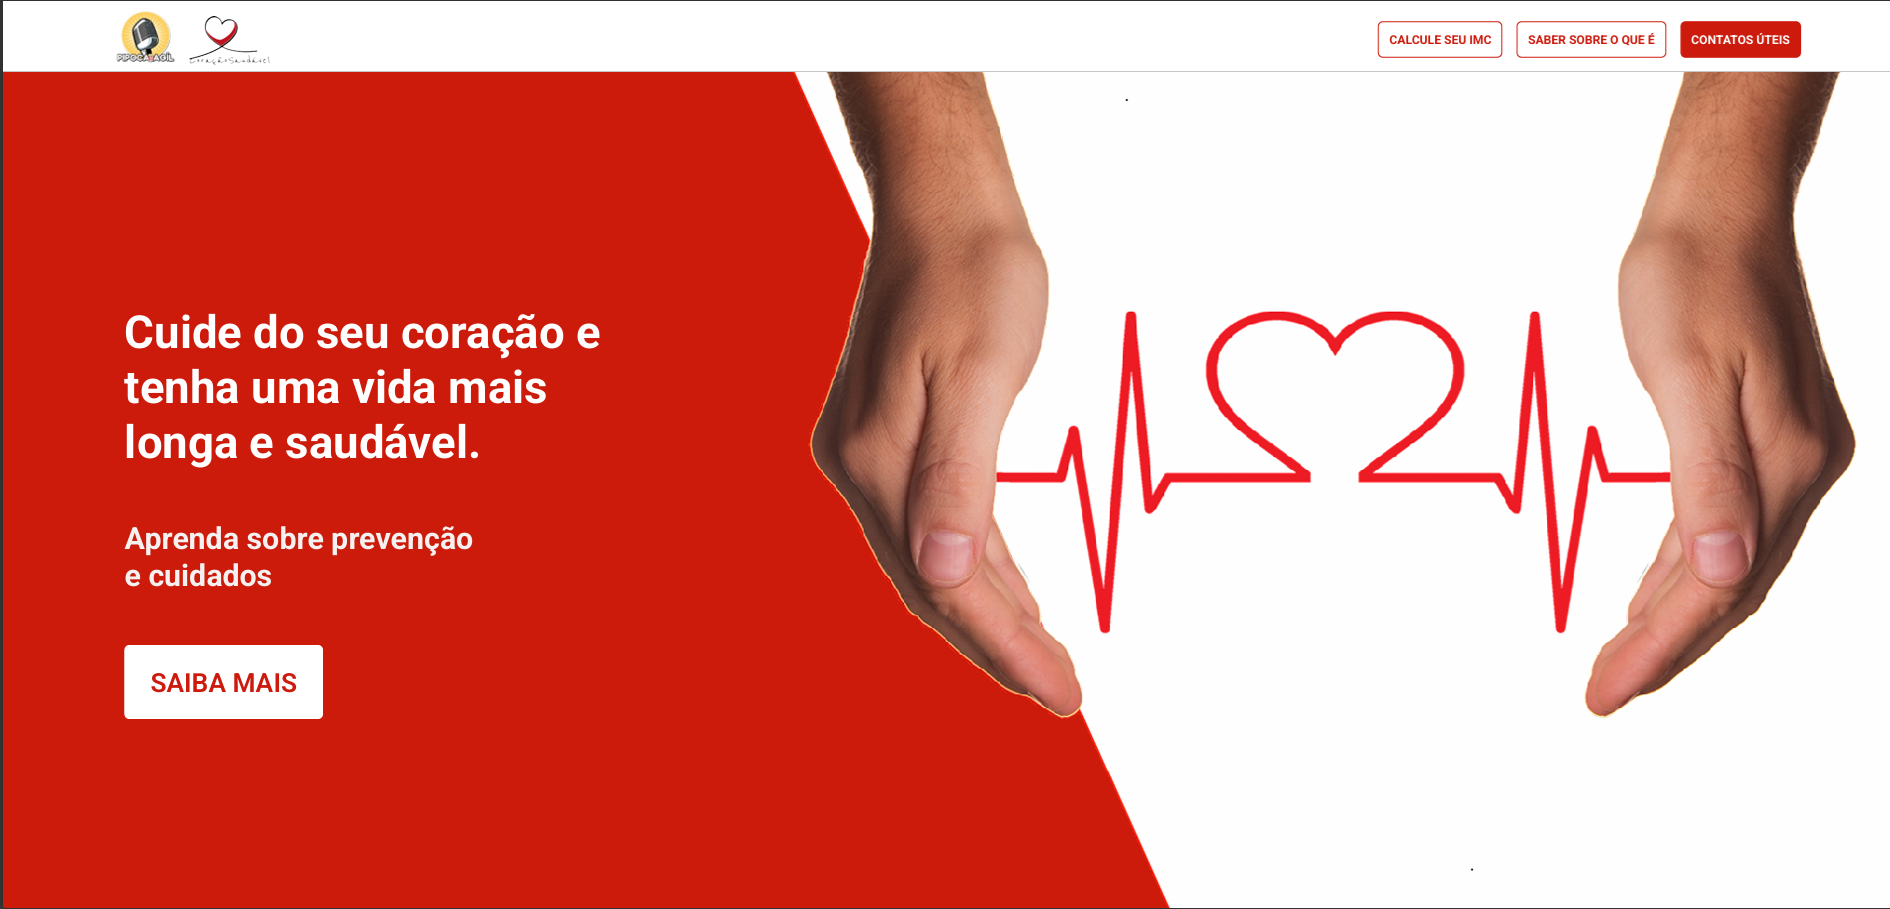 PIPOCA ÁGIL
CoraçãoSaudável
CALCULE SEU IMC
SABER SOBRE O QUE É
CONTATOS ÚTEIS
Cuide do seu coração e
tenha uma vida mais
longa e saudável.
Aprenda sobre prevenção
e cuidados
SAIBA MAIS